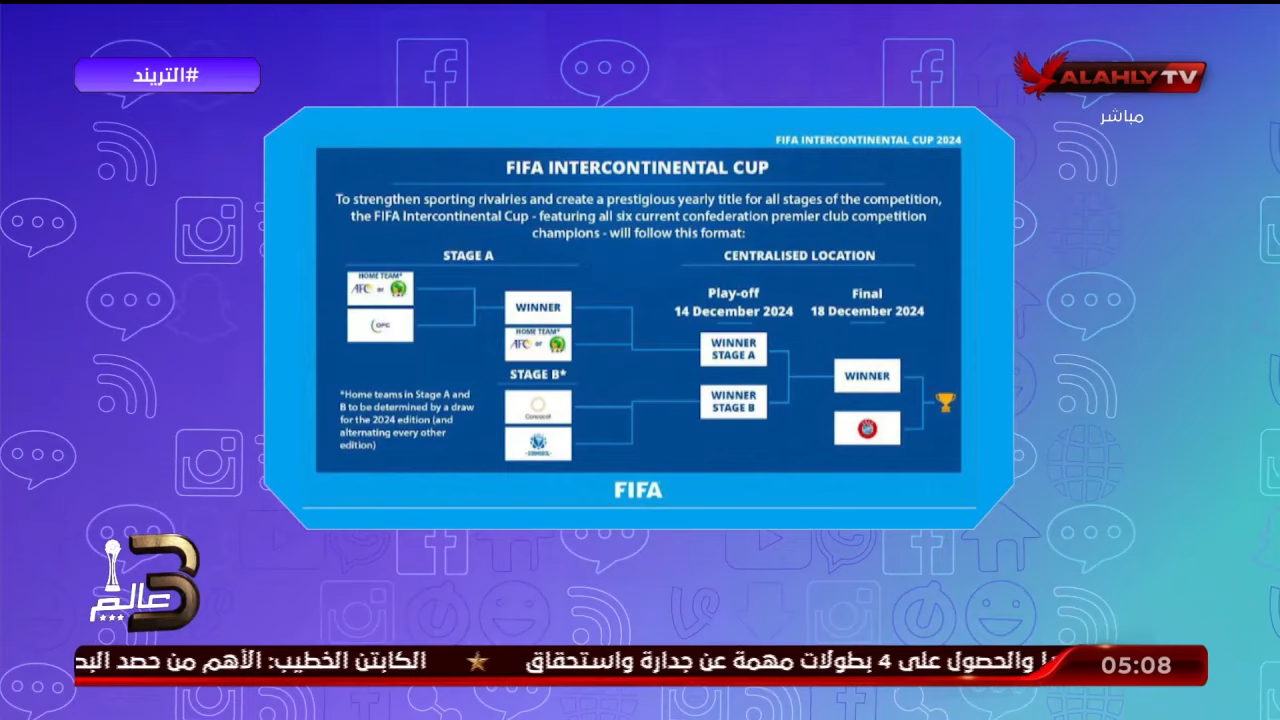 #التريند
ALAHLY TV
مباشر
FIFA INTERCONTINENTAL CUP 2024
FIFA INTERCONTINENTAL CUP
To strengthen sporting rivalries and create a prestigious yearly title for all stages of the competition,
the FIFA Intercontinental Cup - featuring all six current confederation premier club competition
champions - will follow this format:
STAGE A
CENTRALISED LOCATION
HOME TEAM*
AFC or
OFC
WINNER
HOME TEAM*
AFC or
Play-off
14 December 2024
Final
18 December 2024
WINNER
STAGE A
WINNER
STAGE B
WINNER
STAGE B*
Concacaf
CONMEBOL
*Home teams in Stage A and
B to be determined by a draw
for the 2024 edition (and
alternating every other
edition)
FIFA
3
عالم
والحصول على 4 بطولات مهمة عن جدارة واستحقاق ★ الكابتن الخطيب: الأهم من حصد
05:08